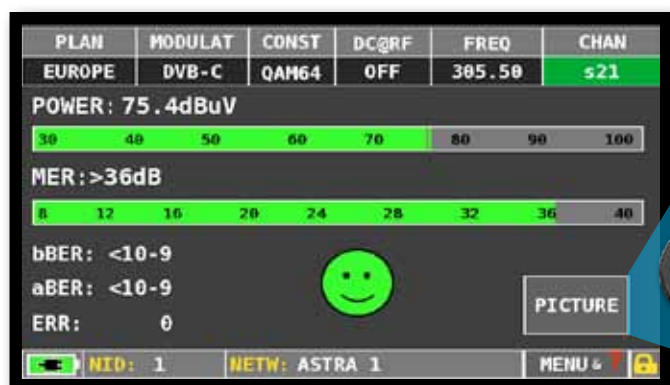 PLAN MODULAT CONST DC@RF FREQ CHAN
EUROPE DVB-C QAM64 OFF 305.50 s21
POWER: 75.4dBuV
30 40 50 60 70 80 90 100
MER:>36dB
8 12 16 20 24 28 32 36 40
bBER: <10-9
aBER: <10-9
ERR: 0
PICTURE
NID: 1 NETW: ASTRA 1 MENU &